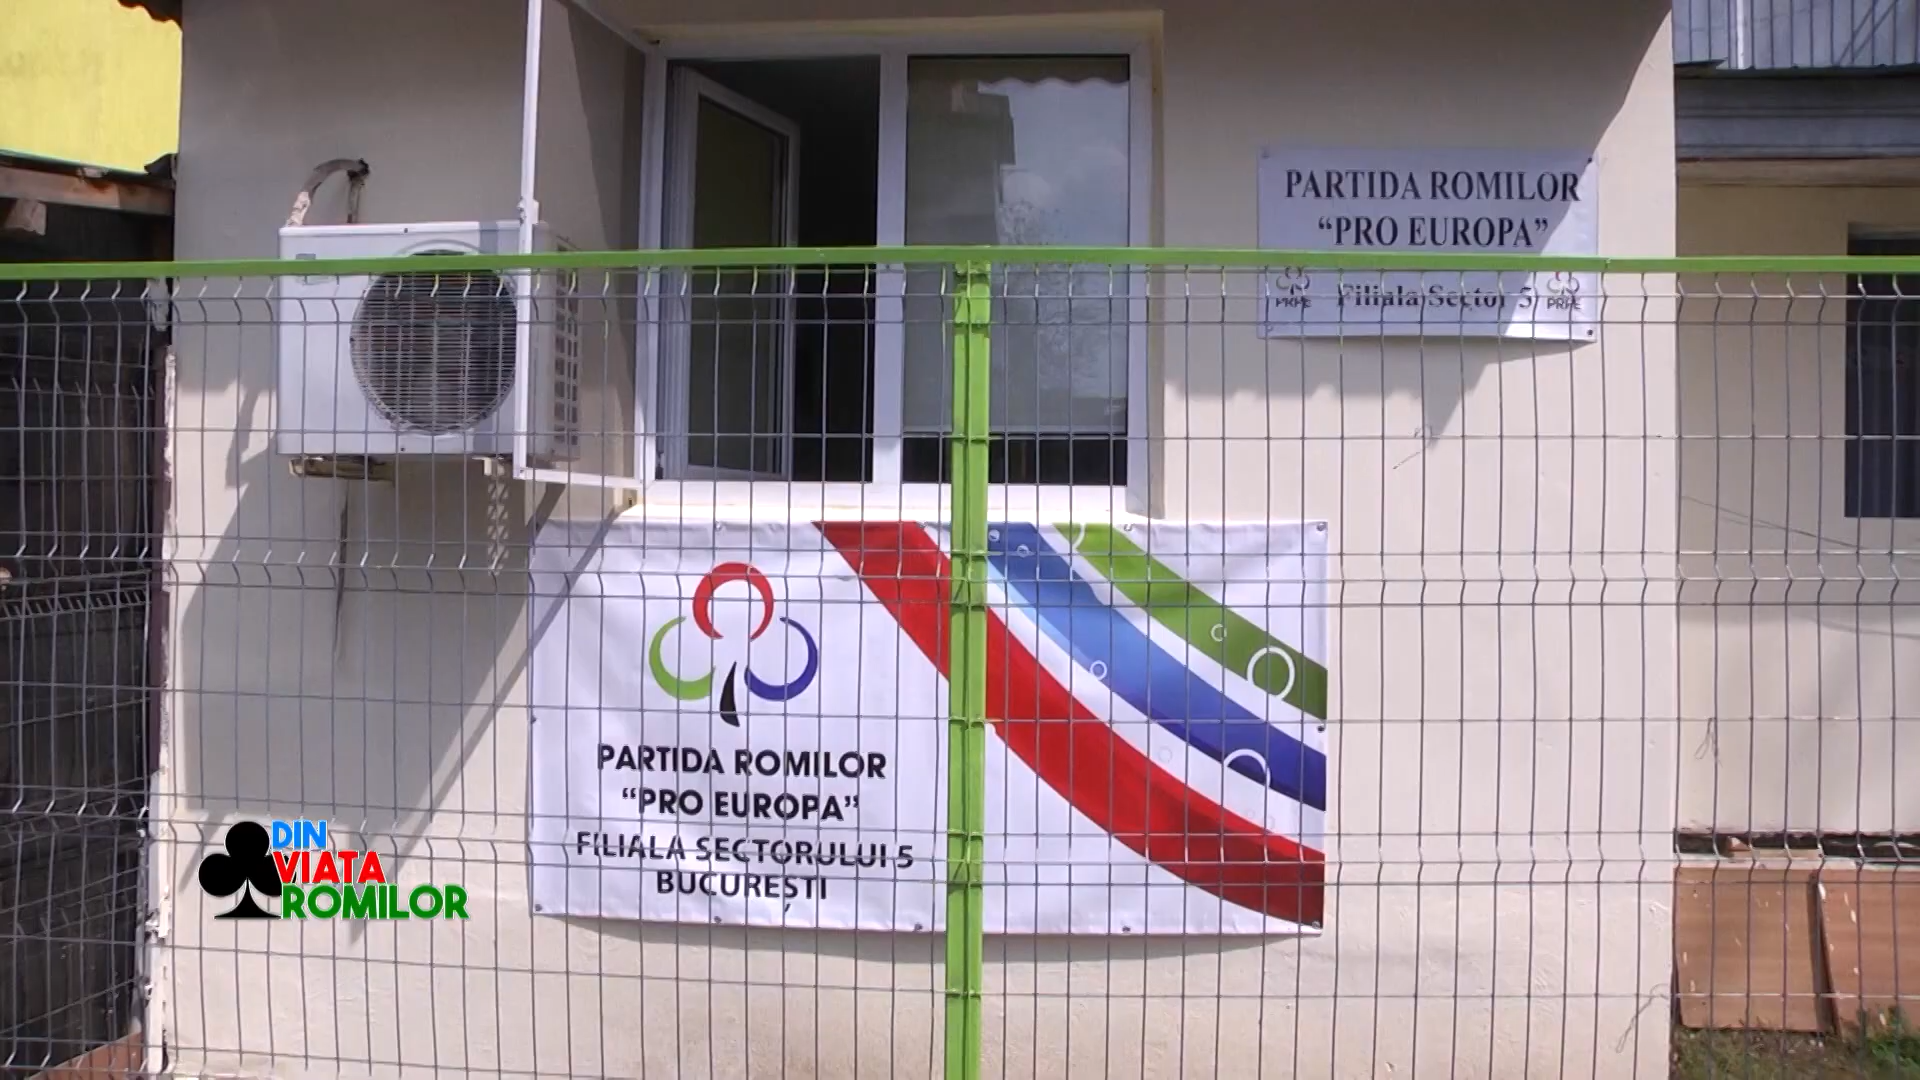 PARTIDA ROMILOR
“PRO EUROPA”
PRPE Filiala Sector 5 PRPE
PARTIDA ROMILOR
“PRO EUROPA”
FILIALA SECTORULUI 5
BUCUREȘTI
DIN
VIATA
ROMILOR